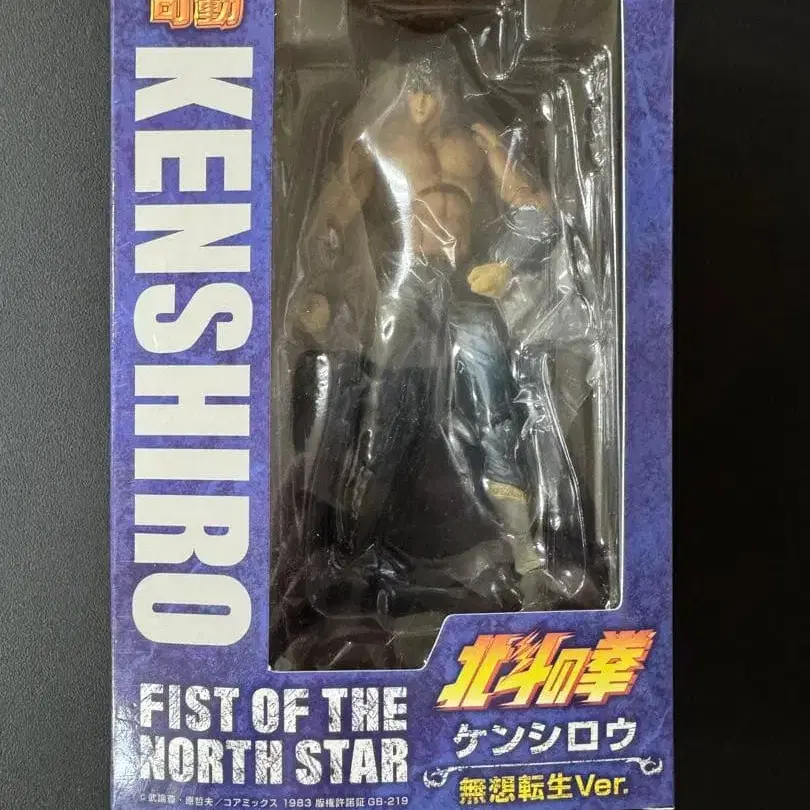 可動
KENSHIRO
FIST OF THE
NORTH STAR
北斗の拳
ケンシロウ
無想転生Ver.
©武論尊・原哲夫/コアミックス 1983 版権許諾証 GB-219